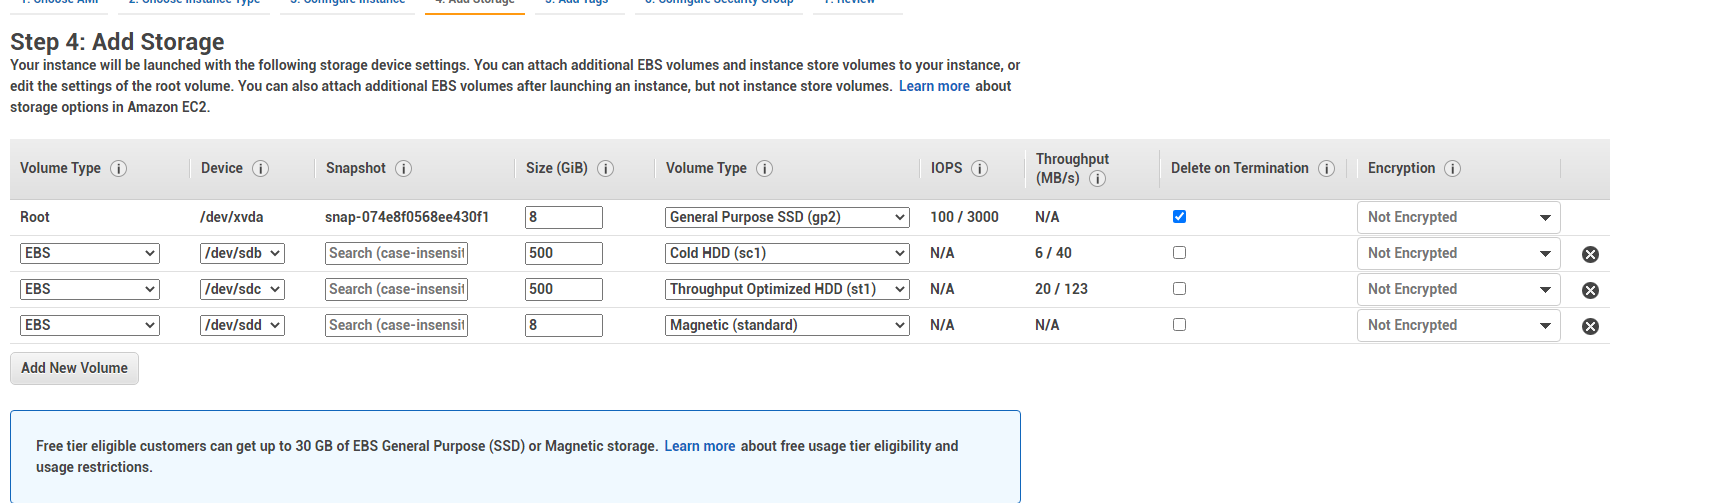 1. Choose AMI 2. Choose Instance Type 3. Configure Instance 4. Add Storage 5. Add Tags 6. Configure Security Group 7. Review
Step 4: Add Storage
Your instance will be launched with the following storage device settings. You can attach additional EBS volumes and instance store volumes to your instance, or
edit the settings of the root volume. You can also attach additional EBS volumes after launching an instance, but not instance store volumes. Learn more about
storage options in Amazon EC2.
Volume Type Device Snapshot Size (GiB) Volume Type IOPS Throughput (MB/s) Delete on Termination Encryption
Root /dev/xvda snap-074e8f0568ee430f1 8 General Purpose SSD (gp2) 100 / 3000 N/A Not Encrypted
EBS /dev/sdb Search (case-insensit 500 Cold HDD (sc1) N/A 6 / 40 Not Encrypted
EBS /dev/sdc Search (case-insensit 500 Throughput Optimized HDD (st1) N/A 20 / 123 Not Encrypted
EBS /dev/sdd Search (case-insensit 8 Magnetic (standard) N/A N/A Not Encrypted
Add New Volume
Free tier eligible customers can get up to 30 GB of EBS General Purpose (SSD) or Magnetic storage. Learn more about free usage tier eligibility and
usage restrictions.